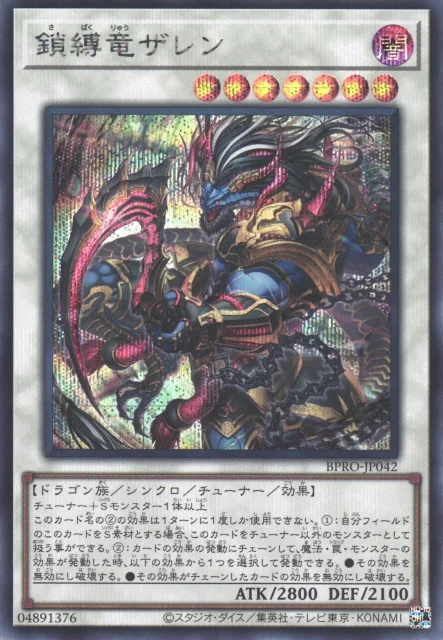 鎖縛竜ザレン
闇
BPRO-JP042
【ドラゴン族／シンクロ／チューナー／効果】
チューナー＋Sモンスター1体以上
このカード名の②の効果は1ターンに1度しか使用できない。①：自分フィールド
のこのカードをS素材とする場合、このカードをチューナー以外のモンスターとして
扱う事ができる。②：カードの効果の発動にチェーンして、魔法・罠・モンスターの
効果が発動した時、以下の効果から1つを選択して発動できる。●その効果を
無効にし破壊する。●その効果がチェーンしたカードの効果を無効にし破壊する。
ATK/2800 DEF/2100
04891376 ©スタジオ・ダイス／集英社・テレビ東京・KONAMI